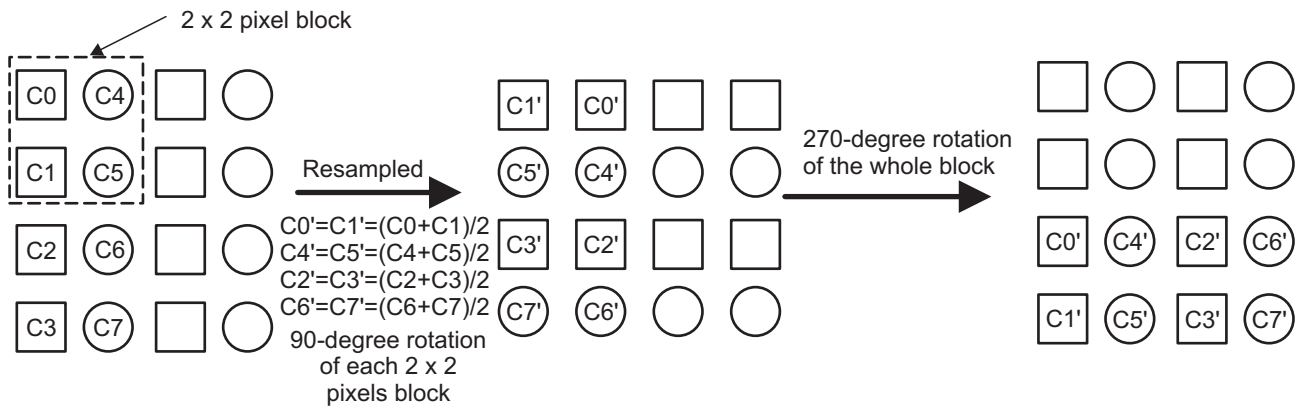 2 x 2 pixel block
C0 C4
C1 C5
C2 C6
C3 C7
Resampled
C0'=C1'=(C0+C1)/2
C4'=C5'=(C4+C5)/2
C2'=C3'=(C2+C3)/2
C6'=C7'=(C6+C7)/2
90-degree rotation
of each 2 x 2
pixels block
C1' C0'
C5' C4'
C3' C2'
C7' C6'
270-degree rotation
of the whole block
C0' C4' C2' C6'
C1' C5' C3' C7'